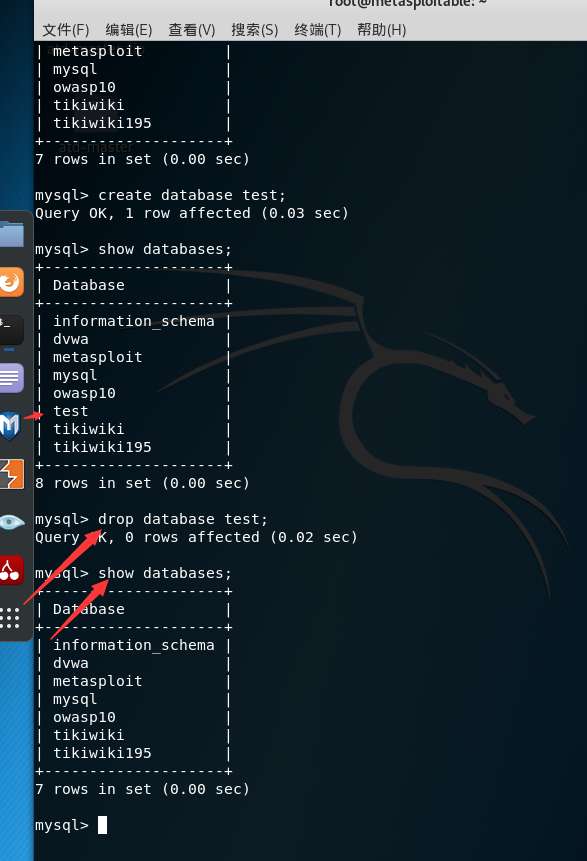 root@metasploitable: ~
文件(F) 编辑(E) 查看(V) 搜索(S) 终端(T) 帮助(H)
| metasploit         |
| mysql              |
| owasp10            |
| tikiwiki           |
| tikiwiki195        |
+--------------------+
atd-master
7 rows in set (0.00 sec)
mysql> create database test;
Query OK, 1 row affected (0.03 sec)
mysql> show databases;
+--------------------+
| Database           |
+--------------------+
| information_schema |
| dvwa               |
| metasploit         |
| mysql              |
| owasp10            |
| test               |
| tikiwiki           |
| tikiwiki195        |
+--------------------+
8 rows in set (0.00 sec)
mysql> drop database test;
Query OK, 0 rows affected (0.02 sec)
mysql> show databases;
+--------------------+
| Database           |
+--------------------+
| information_schema |
| dvwa               |
| metasploit         |
| mysql              |
| owasp10            |
| tikiwiki           |
| tikiwiki195        |
+--------------------+
7 rows in set (0.00 sec)
mysql>